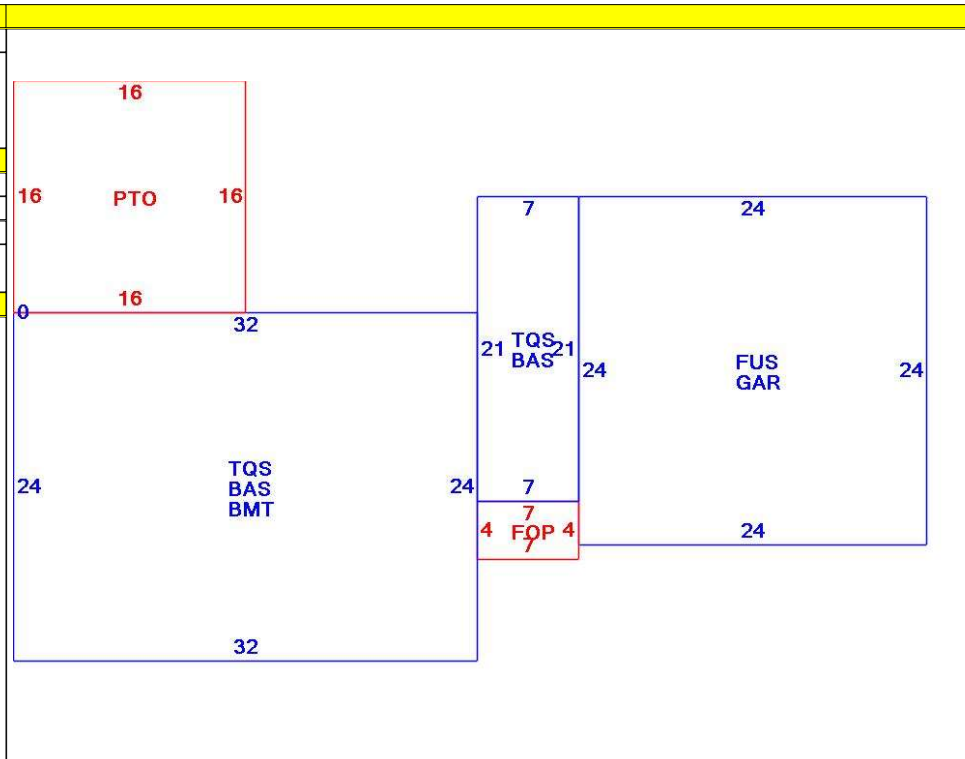 16
16 PTO 16
16
7
24
0
32
21 TQS 21
BAS
24 FUS 24
GAR
24 TQS 24
BAS
BMT
7
7
4 FOP 4
7
24
32